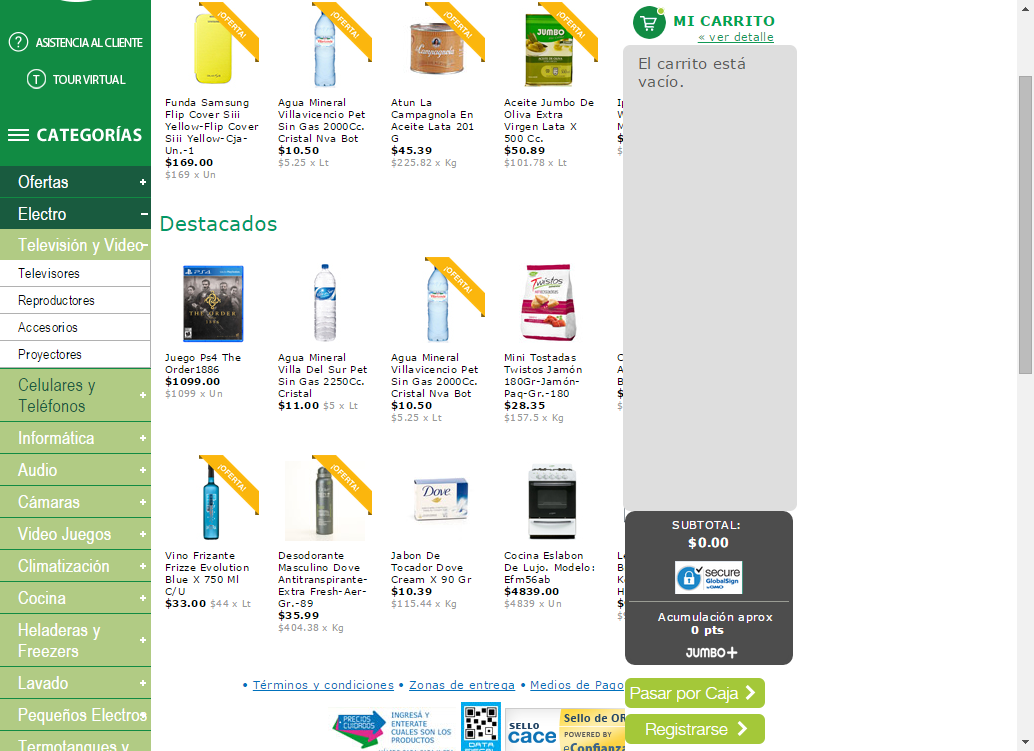 ASISTENCIA AL CLIENTE
TOUR VIRTUAL
CATEGORÍAS
Ofertas
Electro
Televisión y Video
Televisores
Reproductores
Accesorios
Proyectores
Celulares y
Teléfonos
Informática
Audio
Cámaras
Video Juegos
Climatización
Cocina
Heladeras y
Freezers
Lavado
Pequeños Electros
Termotanques y
¡OFERTA!
¡OFERTA!
¡OFERTA!
¡OFERTA!
Campagnola
JUMBO
Funda Samsung
Flip Cover Siii
Yellow-Flip Cover
Siii Yellow-Cja-
Un.-1
$169.00
$169 x Un
Agua Mineral
Villavicencio Pet
Sin Gas 2000Cc.
Cristal Nva Bot
$10.50
$5.25 x Lt
Atun La
Campagnola En
Aceite Lata 201
G
$45.39
$225.82 x Kg
Aceite Jumbo De
Oliva Extra
Virgen Lata X
500 Cc.
$50.89
$101.78 x Lt
Destacados
PS4
THE ORDER
1886
¡OFERTA!
Twistos
Juego Ps4 The
Order1886
$1099.00
$1099 x Un
Agua Mineral
Villa Del Sur Pet
Sin Gas 2250Cc.
Cristal
$11.00 $5 x Lt
Agua Mineral
Villavicencio Pet
Sin Gas 2000Cc.
Cristal Nva Bot
$10.50
$5.25 x Lt
Mini Tostadas
Twistos Jamón
180Gr-Jamón-
Paq-Gr.-180
$28.35
$157.5 x Kg
¡OFERTA!
¡OFERTA!
Dove
Vino Frizante
Frizze Evolution
Blue X 750 Ml
C/U
$33.00 $44 x Lt
Desodorante
Masculino Dove
Antitranspirante-
Extra Fresh-Aer-
Gr.-89
$35.99
$404.38 x Kg
Jabon De
Tocador Dove
Cream X 90 Gr
$10.39
$115.44 x Kg
Cocina Eslabon
De Lujo. Modelo:
Efm56ab
$4839.00
$4839 x Un
• Términos y condiciones • Zonas de entrega • Medios de Pago
PRECIOS
CUIDADOS
INGRESÁ Y
ENTERATE
CUALES SON LOS
PRODUCTOS
DATA
FISCAL
SELLO
cace
Sello de OR
POWERED BY
eConfianza
MI CARRITO
« ver detalle
El carrito está
vacío.
SUBTOTAL:
$0.00
secure
GlobalSign
by GMO
Acumulación aprox
0 pts
JUMBO+
Pasar por Caja
Registrarse